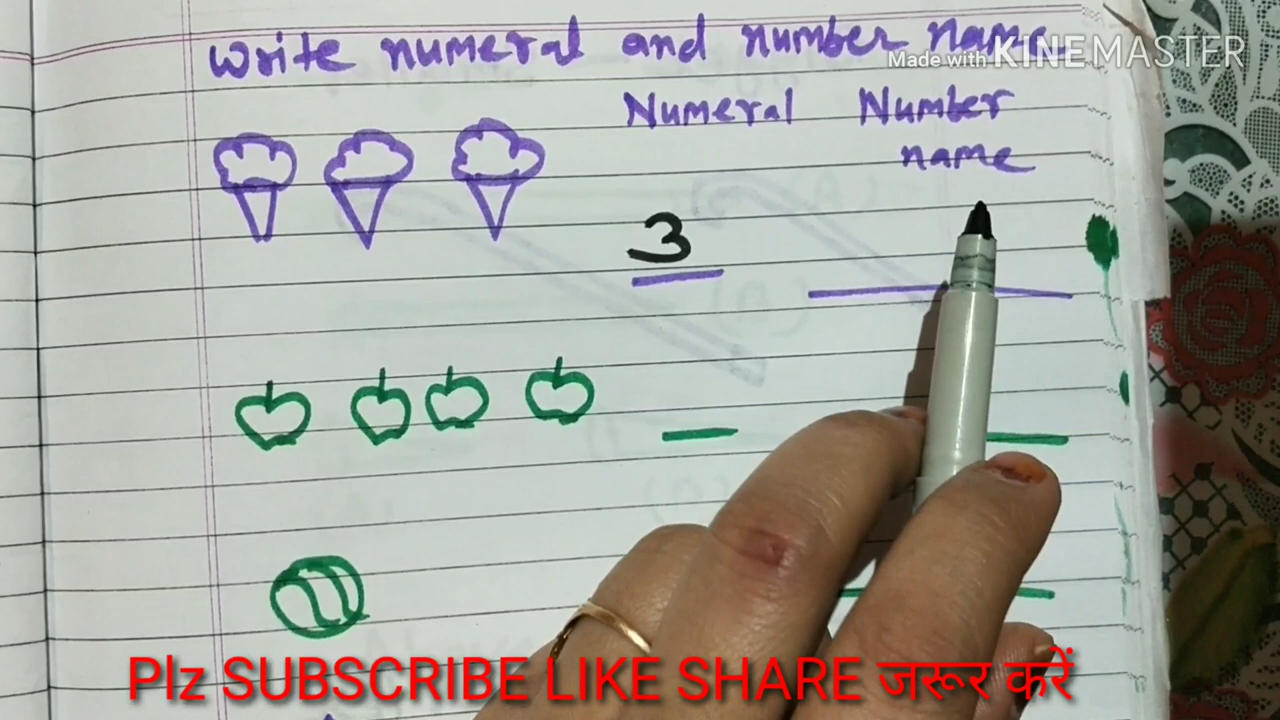 write numeral and number name
Made with KINEMASTER
Numeral Number
name
3
Plz SUBSCRIBE LIKE SHARE जरूर करें